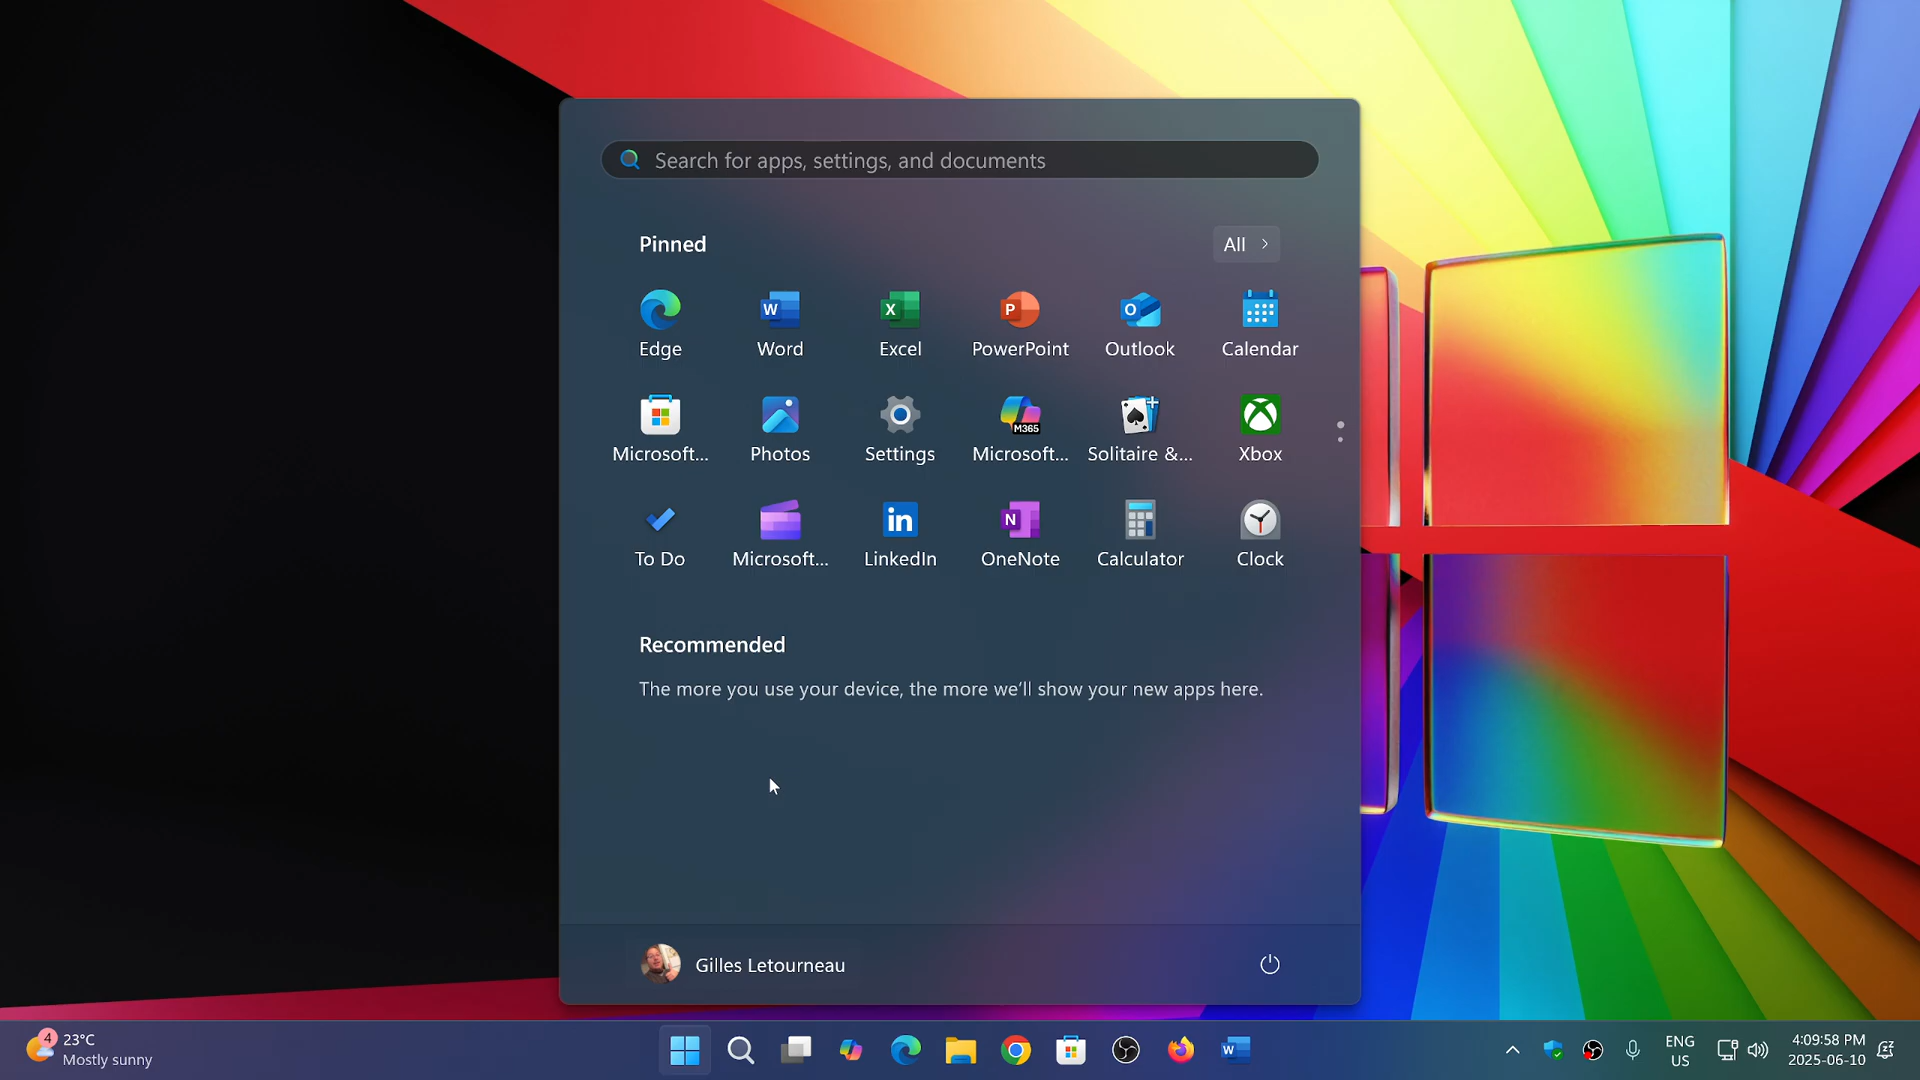 Search for apps, settings, and documents
Pinned
All
Edge
Word
Excel
PowerPoint
Outlook
Calendar
Microsoft...
Photos
Settings
M365
Microsoft...
Solitaire &...
Xbox
To Do
Microsoft...
LinkedIn
OneNote
Calculator
Clock
Recommended
The more you use your device, the more we'll show your new apps here.
Gilles Letourneau
4
23°C
Mostly sunny
ENG
US
4:09:58 PM
2025-06-10